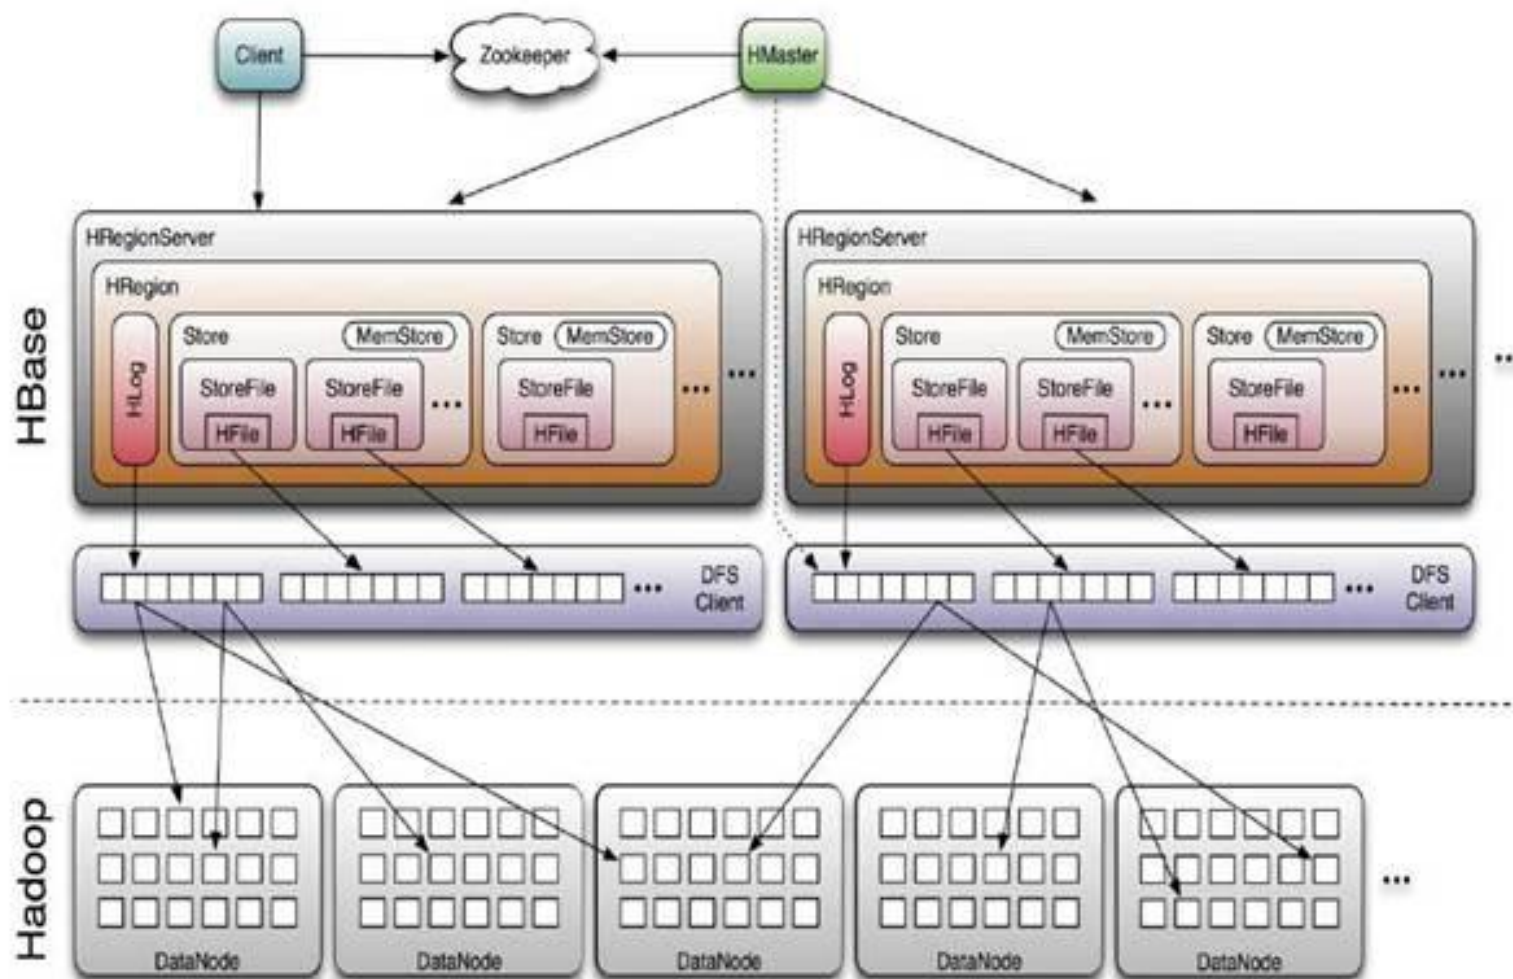 Client
Zookeeper
HMaster
HBase
HRegionServer
HRegion
HLog
Store
MemStore
StoreFile
HFile
StoreFile
HFile
...
Store
MemStore
StoreFile
HFile
...
...
HRegionServer
HRegion
HLog
Store
MemStore
StoreFile
HFile
StoreFile
HFile
...
Store
MemStore
StoreFile
HFile
...
...
...
...
DFS
Client
...
DFS
Client
Hadoop
DataNode
DataNode
DataNode
DataNode
DataNode
...